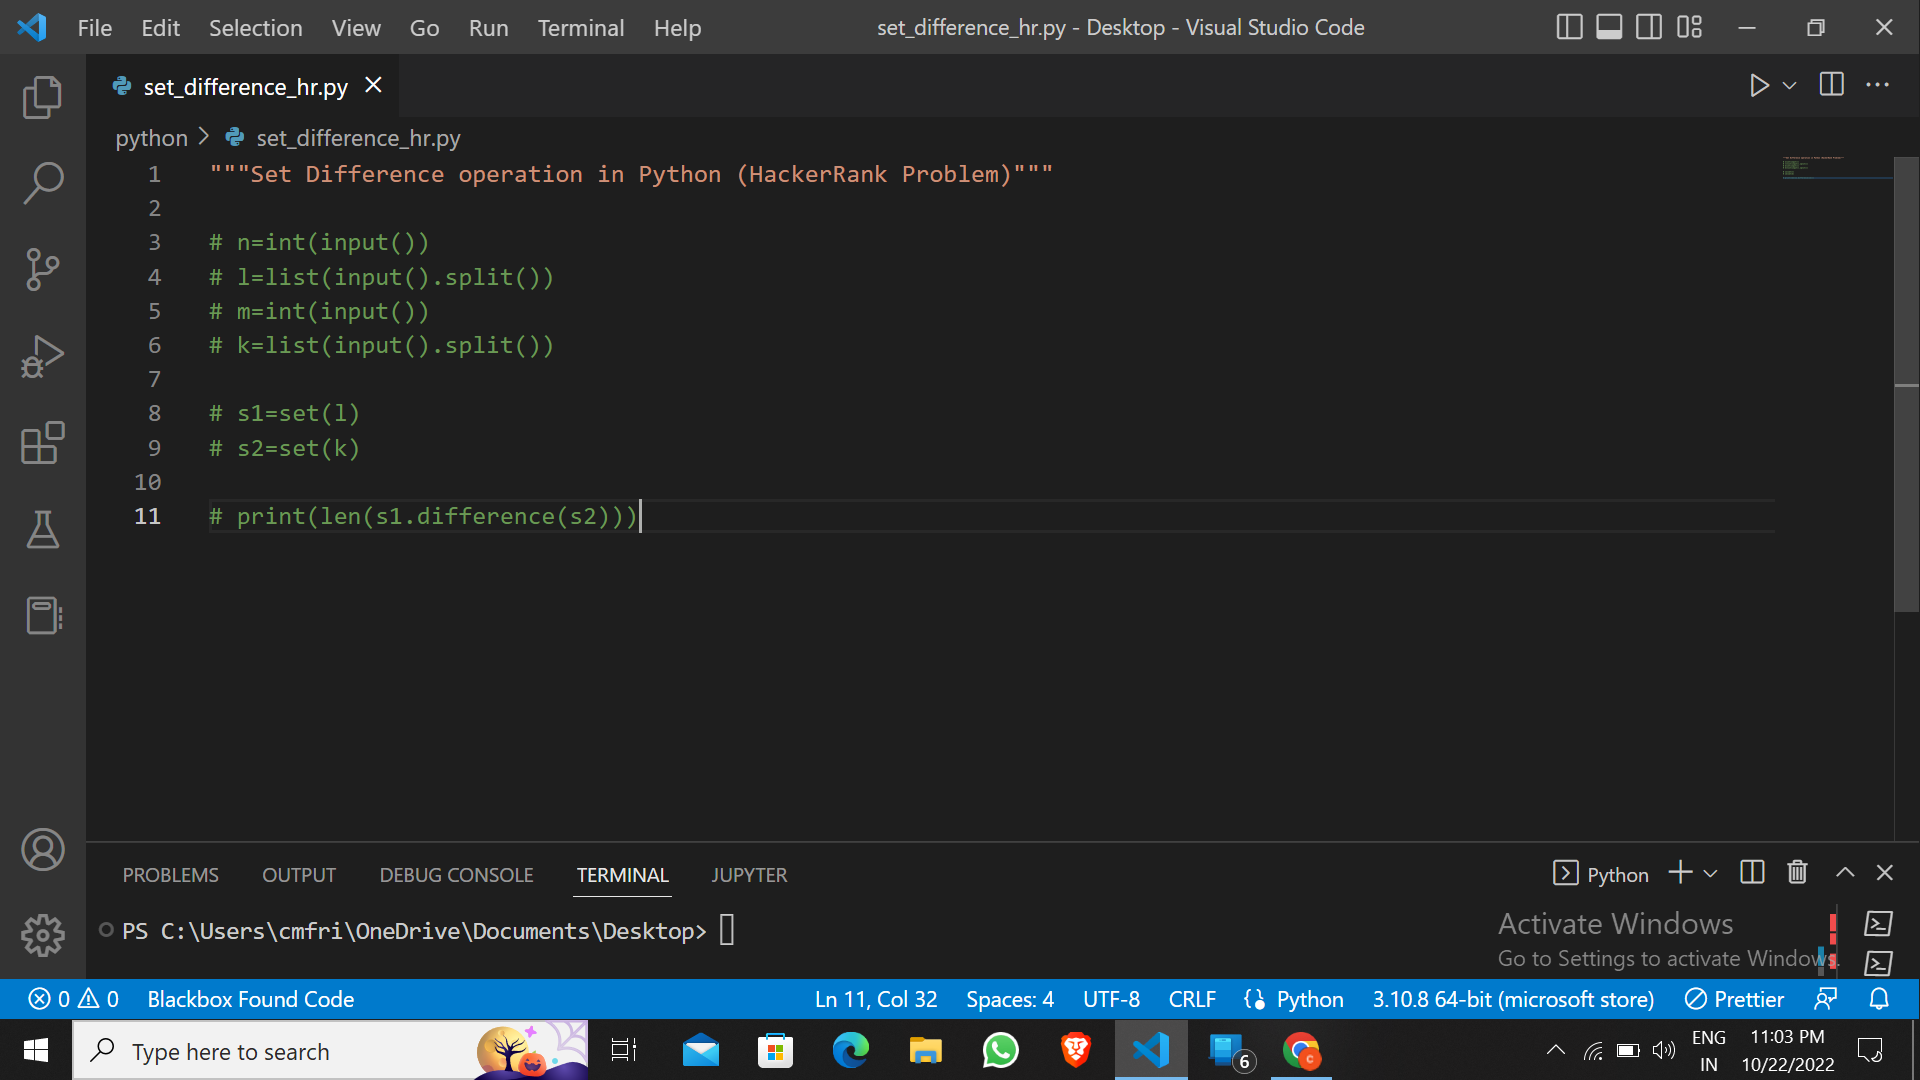 File Edit Selection View Go Run Terminal Help set_difference_hr.py - Desktop - Visual Studio Code
set_difference_hr.py
python > set_difference_hr.py
1 """Set Difference operation in Python (HackerRank Problem)"""
2
3 # n=int(input())
4 # l=list(input().split())
5 # m=int(input())
6 # k=list(input().split())
7
8 # s1=set(l)
9 # s2=set(k)
10
11 # print(len(s1.difference(s2)))
PROBLEMS OUTPUT DEBUG CONSOLE TERMINAL JUPYTER Python
PS C:\Users\cmfri\OneDrive\Documents\Desktop>
Activate Windows
Go to Settings to activate Windows.
0 0 Blackbox Found Code Ln 11, Col 32 Spaces: 4 UTF-8 CRLF Python 3.10.8 64-bit (microsoft store) Prettier
Type here to search 6 C ENG 11:03 PM
IN 10/22/2022